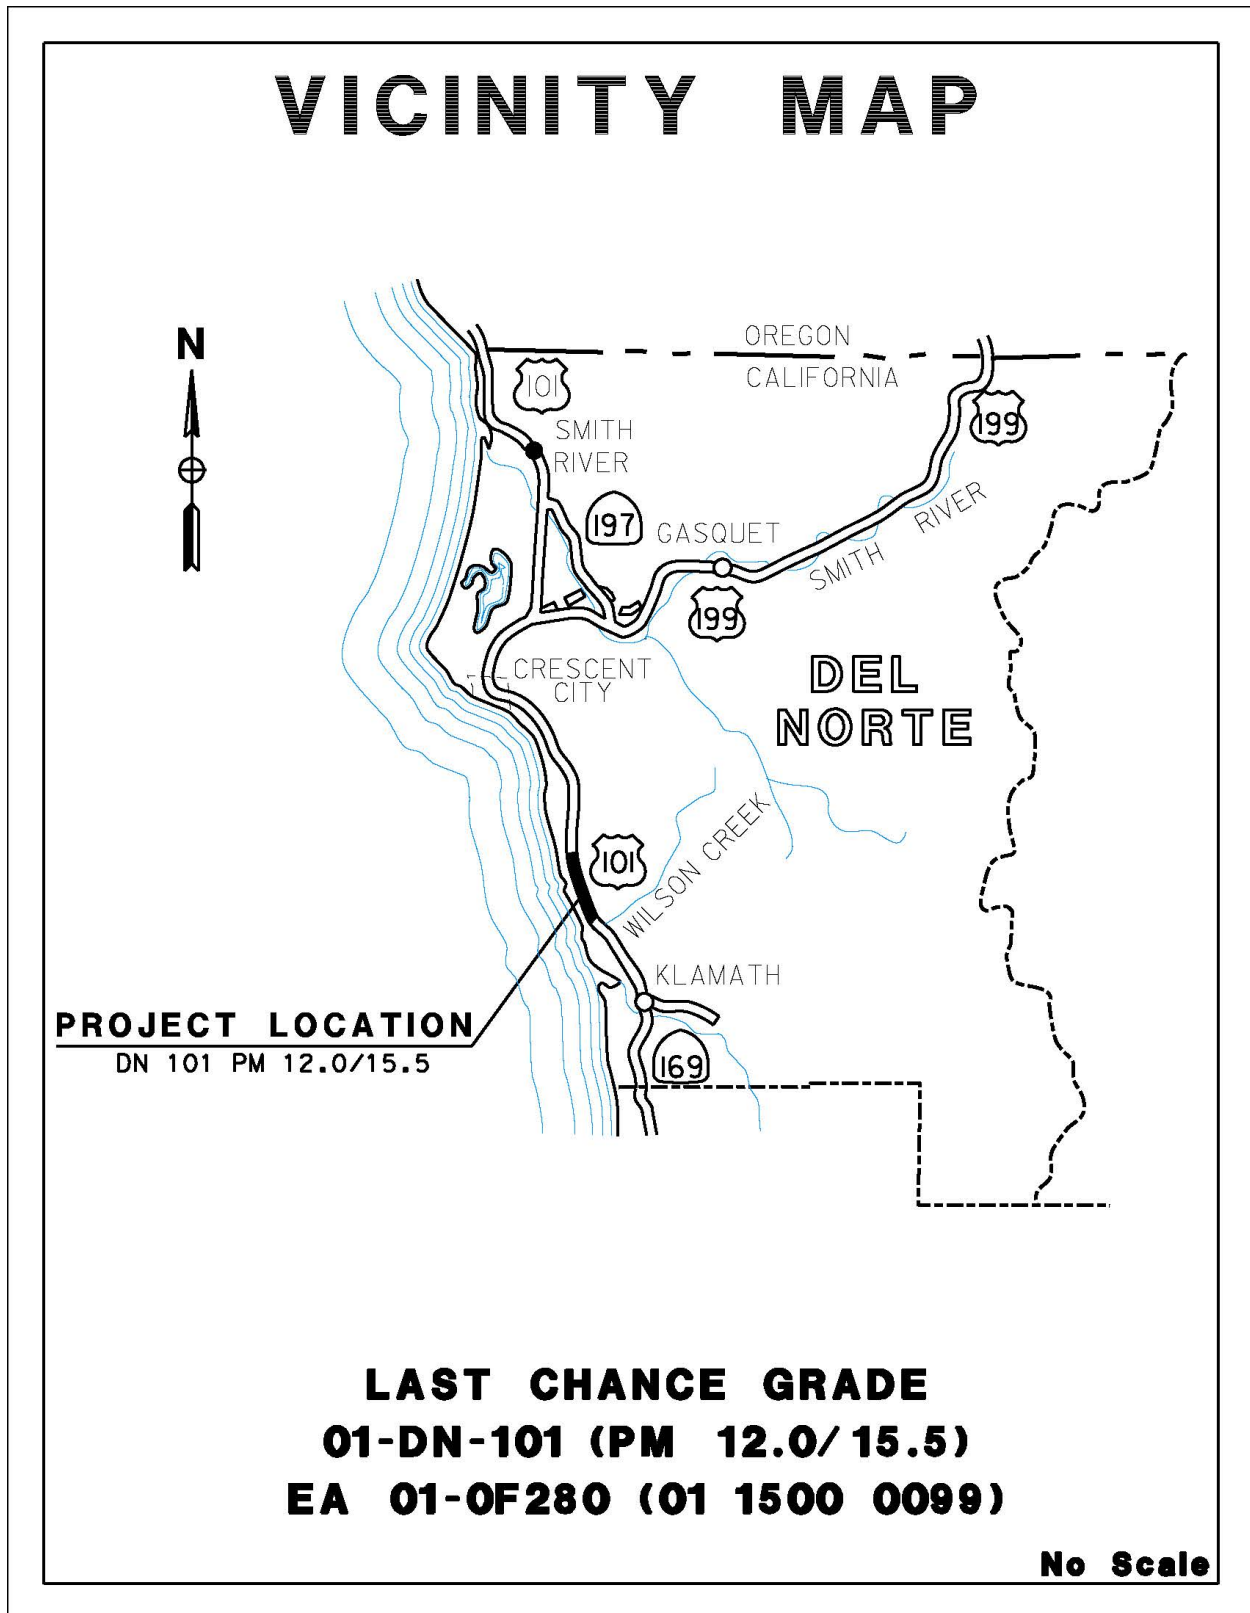 VICINITY MAP
N
OREGON
CALIFORNIA
101
199
SMITH
RIVER
197
GASQUET
SMITH RIVER
199
CRESCENT
CITY
DEL
NORTE
101
WILSON CREEK
KLAMATH
PROJECT LOCATION
DN 101 PM 12.0/15.5
169
LAST CHANCE GRADE
01-DN-101 (PM 12.0/15.5)
EA 01-0F280 (01 1500 0099)
No Scale